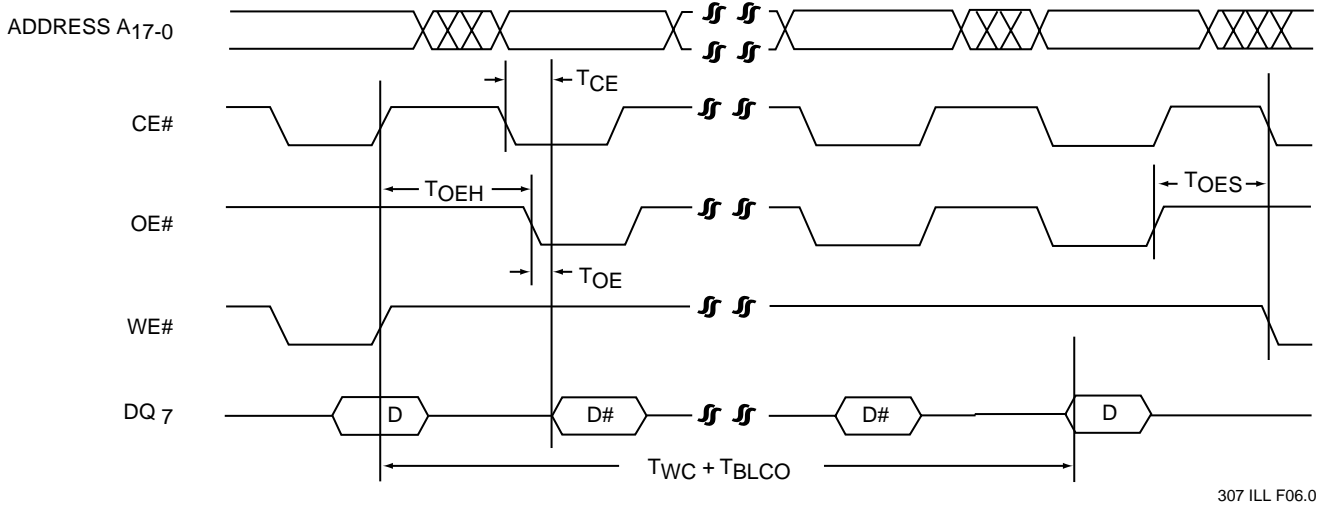 ADDRESS A17-0
TCE
CE#
TOEH
TOES
OE#
TOE
WE#
DQ 7
D
D#
D#
D
TWC + TBLCO
307 ILL F06.0